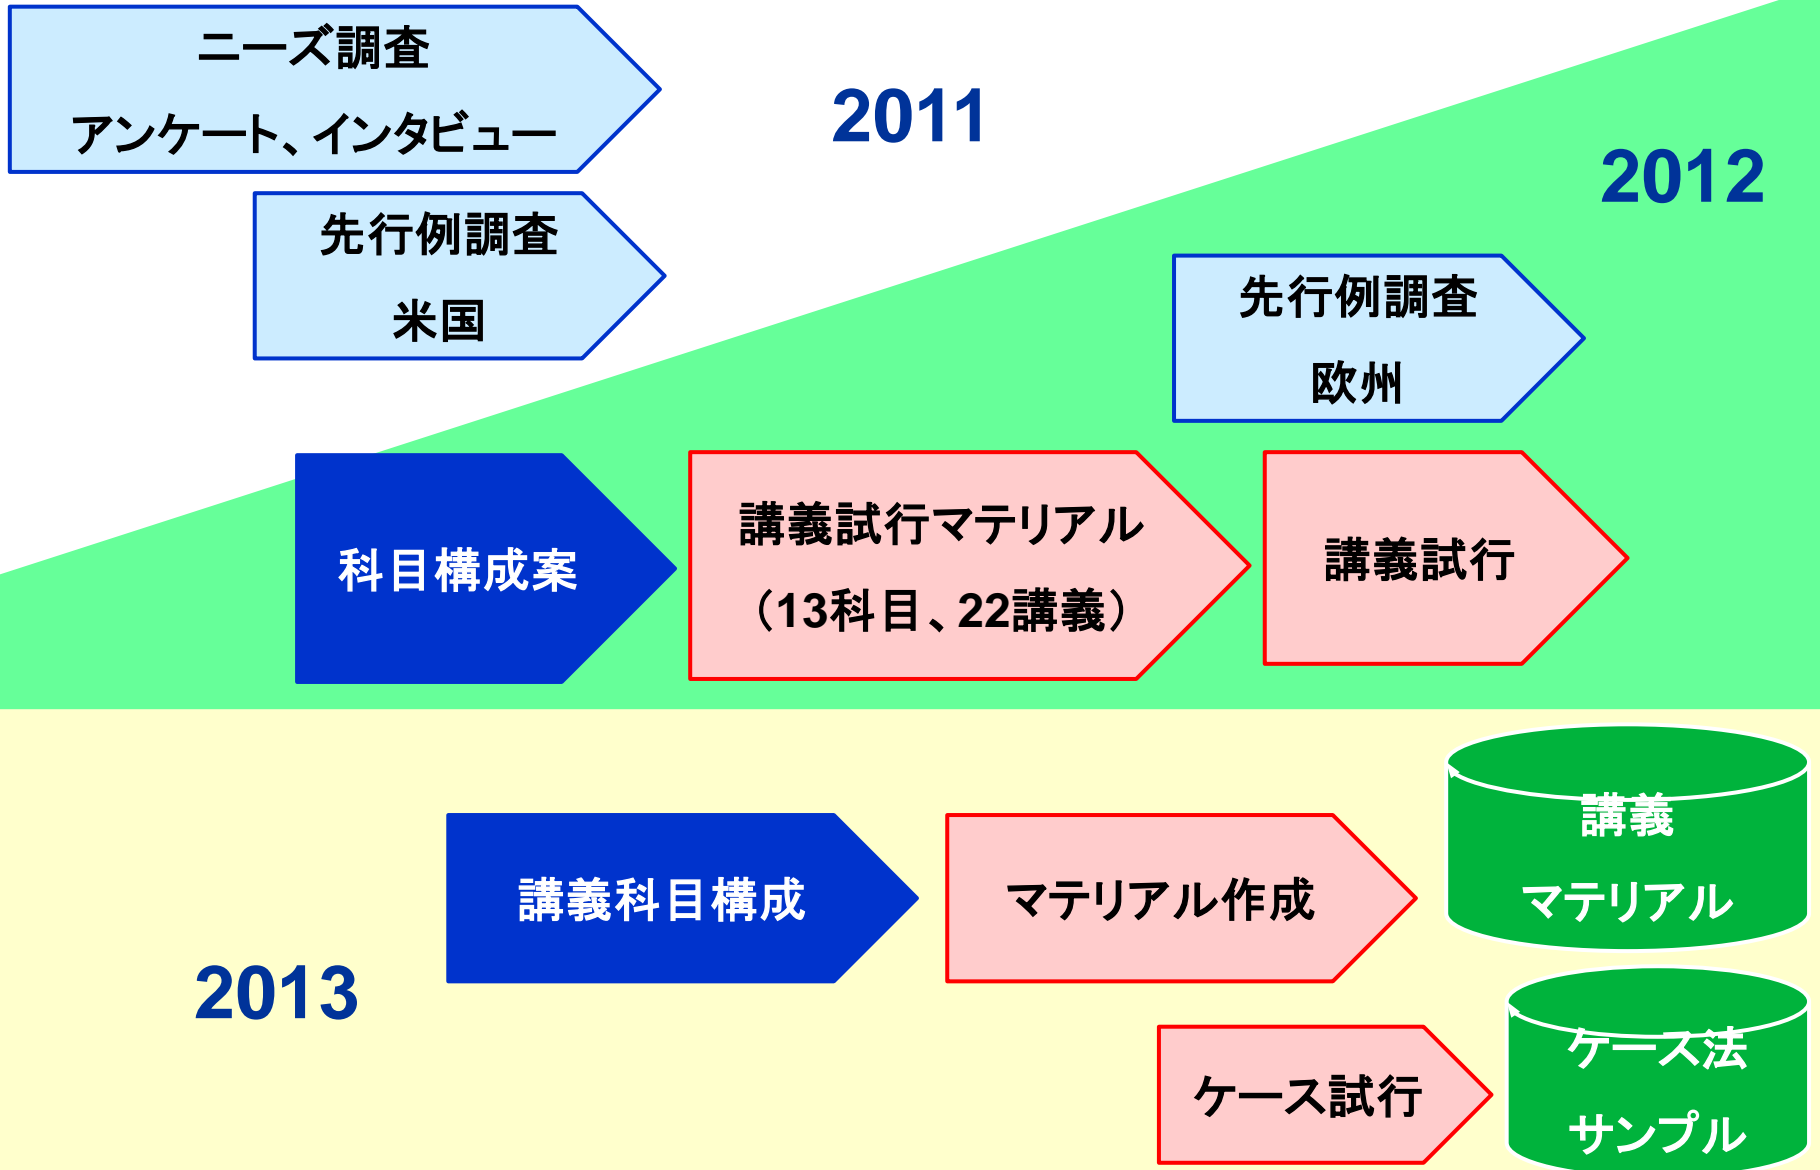 ニーズ調査
アンケート、インタビュー
2011
2012
先行例調査
米国
先行例調査
欧州
科目構成案
講義試行マテリアル
（13科目、22講義）
講義試行
講義
マテリアル
講義科目構成
マテリアル作成
2013
ケース試行
ケース法
サンプル